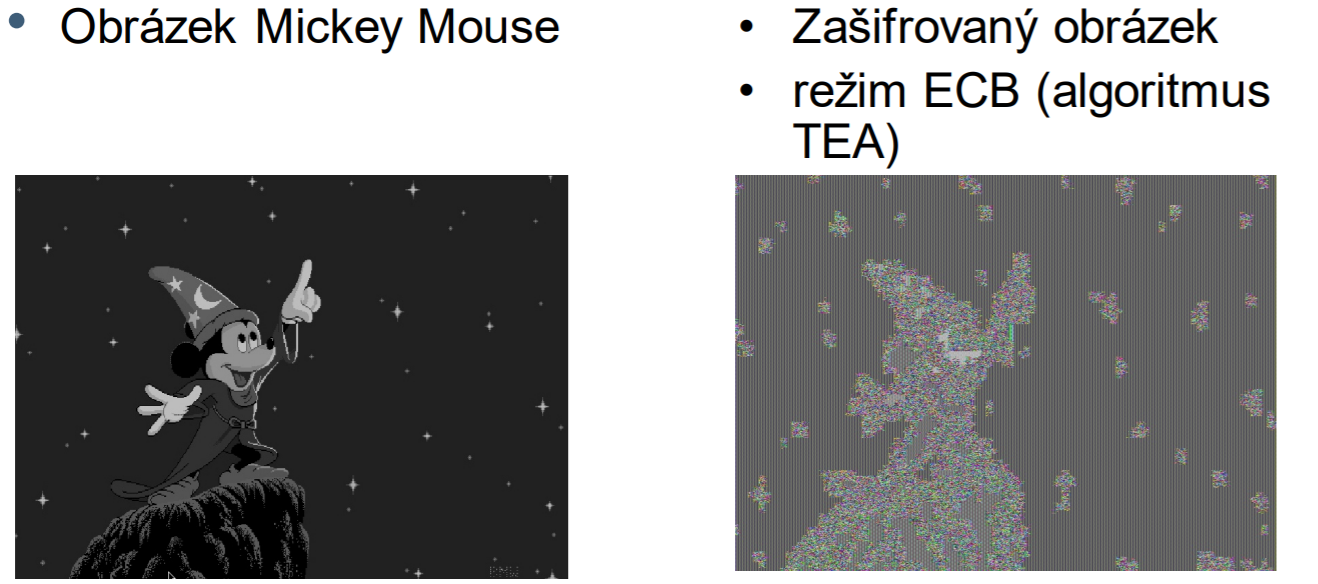 Obrázek Mickey Mouse
Zašifrovaný obrázek
režim ECB (algoritmus
TEA)